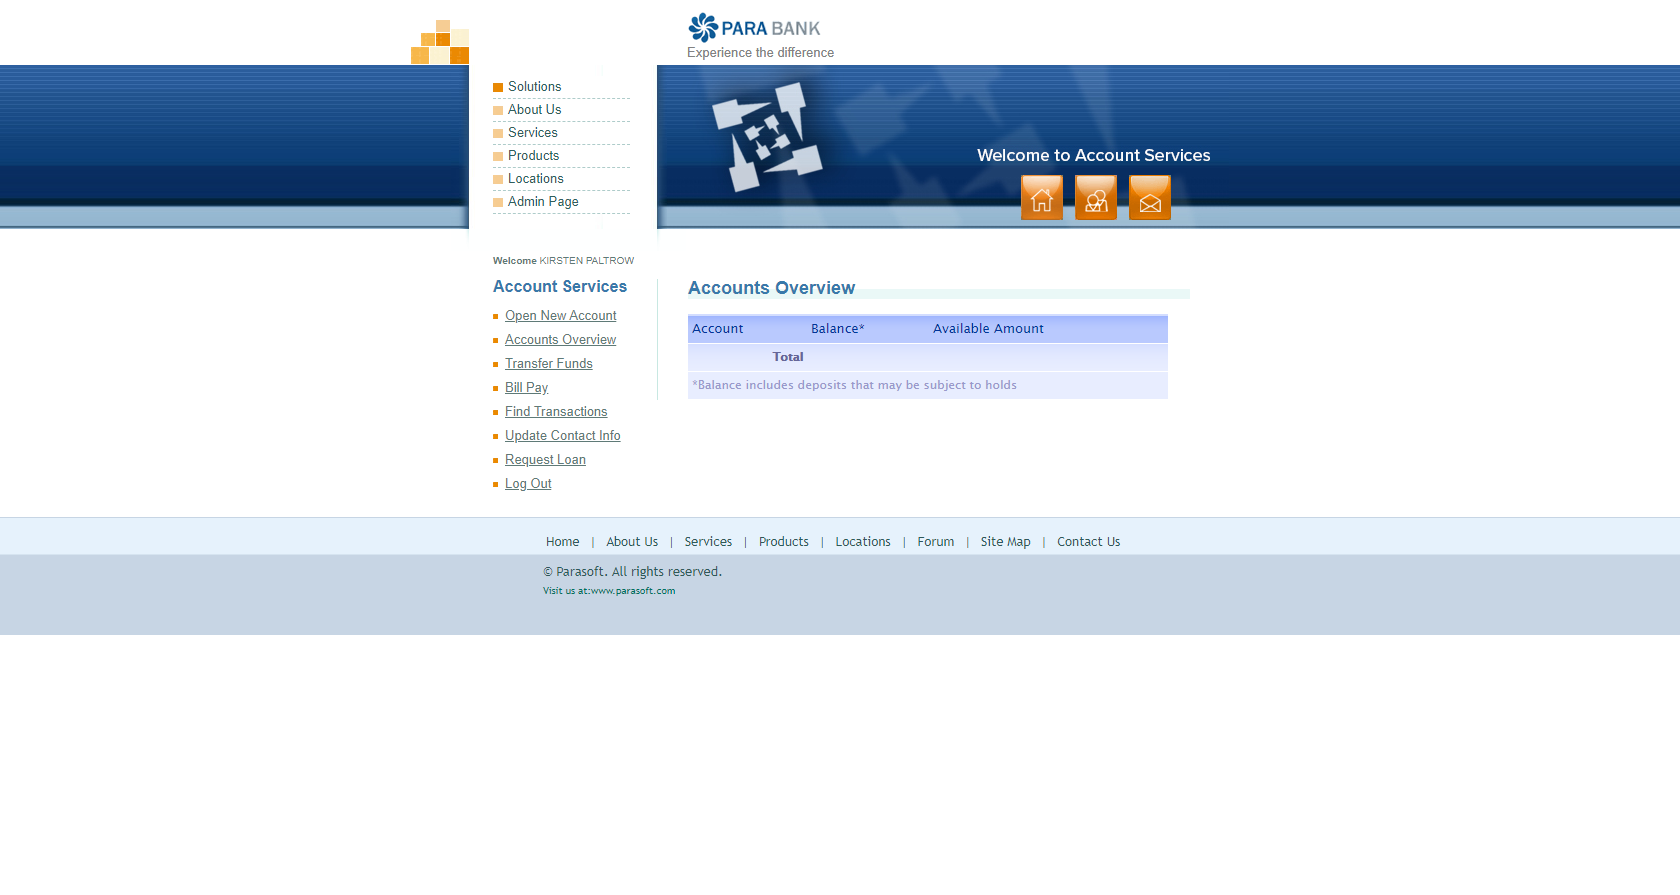 PARA BANK
Experience the difference
Solutions
About Us
Services
Products
Locations
Admin Page
Welcome to Account Services
Welcome KIRSTEN PALTROW
Account Services
Open New Account
Accounts Overview
Transfer Funds
Bill Pay
Find Transactions
Update Contact Info
Request Loan
Log Out
Accounts Overview
Account Balance* Available Amount
Total
*Balance includes deposits that may be subject to holds
Home | About Us | Services | Products | Locations | Forum | Site Map | Contact Us
© Parasoft. All rights reserved.
Visit us at:www.parasoft.com